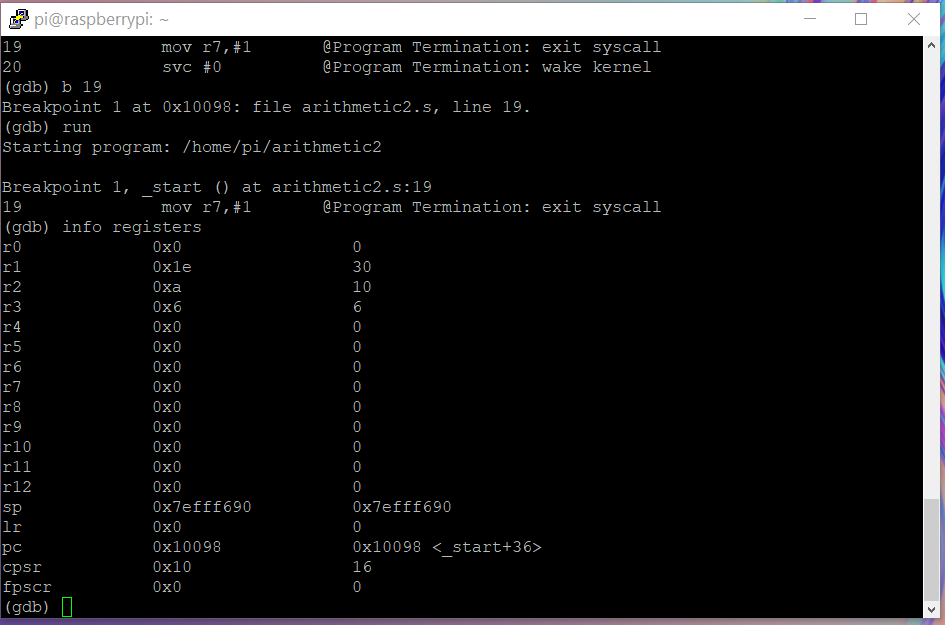 pi@raspberrypi: ~
19 mov r7,#1 @Program Termination: exit syscall
20 svc #0 @Program Termination: wake kernel
(gdb) b 19
Breakpoint 1 at 0x10098: file arithmetic2.s, line 19.
(gdb) run
Starting program: /home/pi/arithmetic2
Breakpoint 1, _start () at arithmetic2.s:19
19 mov r7,#1 @Program Termination: exit syscall
(gdb) info registers
r0 0x0 0
r1 0x1e 30
r2 0xa 10
r3 0x6 6
r4 0x0 0
r5 0x0 0
r6 0x0 0
r7 0x0 0
r8 0x0 0
r9 0x0 0
r10 0x0 0
r11 0x0 0
r12 0x0 0
sp 0x7efff690 0x7efff690
lr 0x0 0
pc 0x10098 0x10098 <_start+36>
cpsr 0x10 16
fpscr 0x0 0
(gdb)